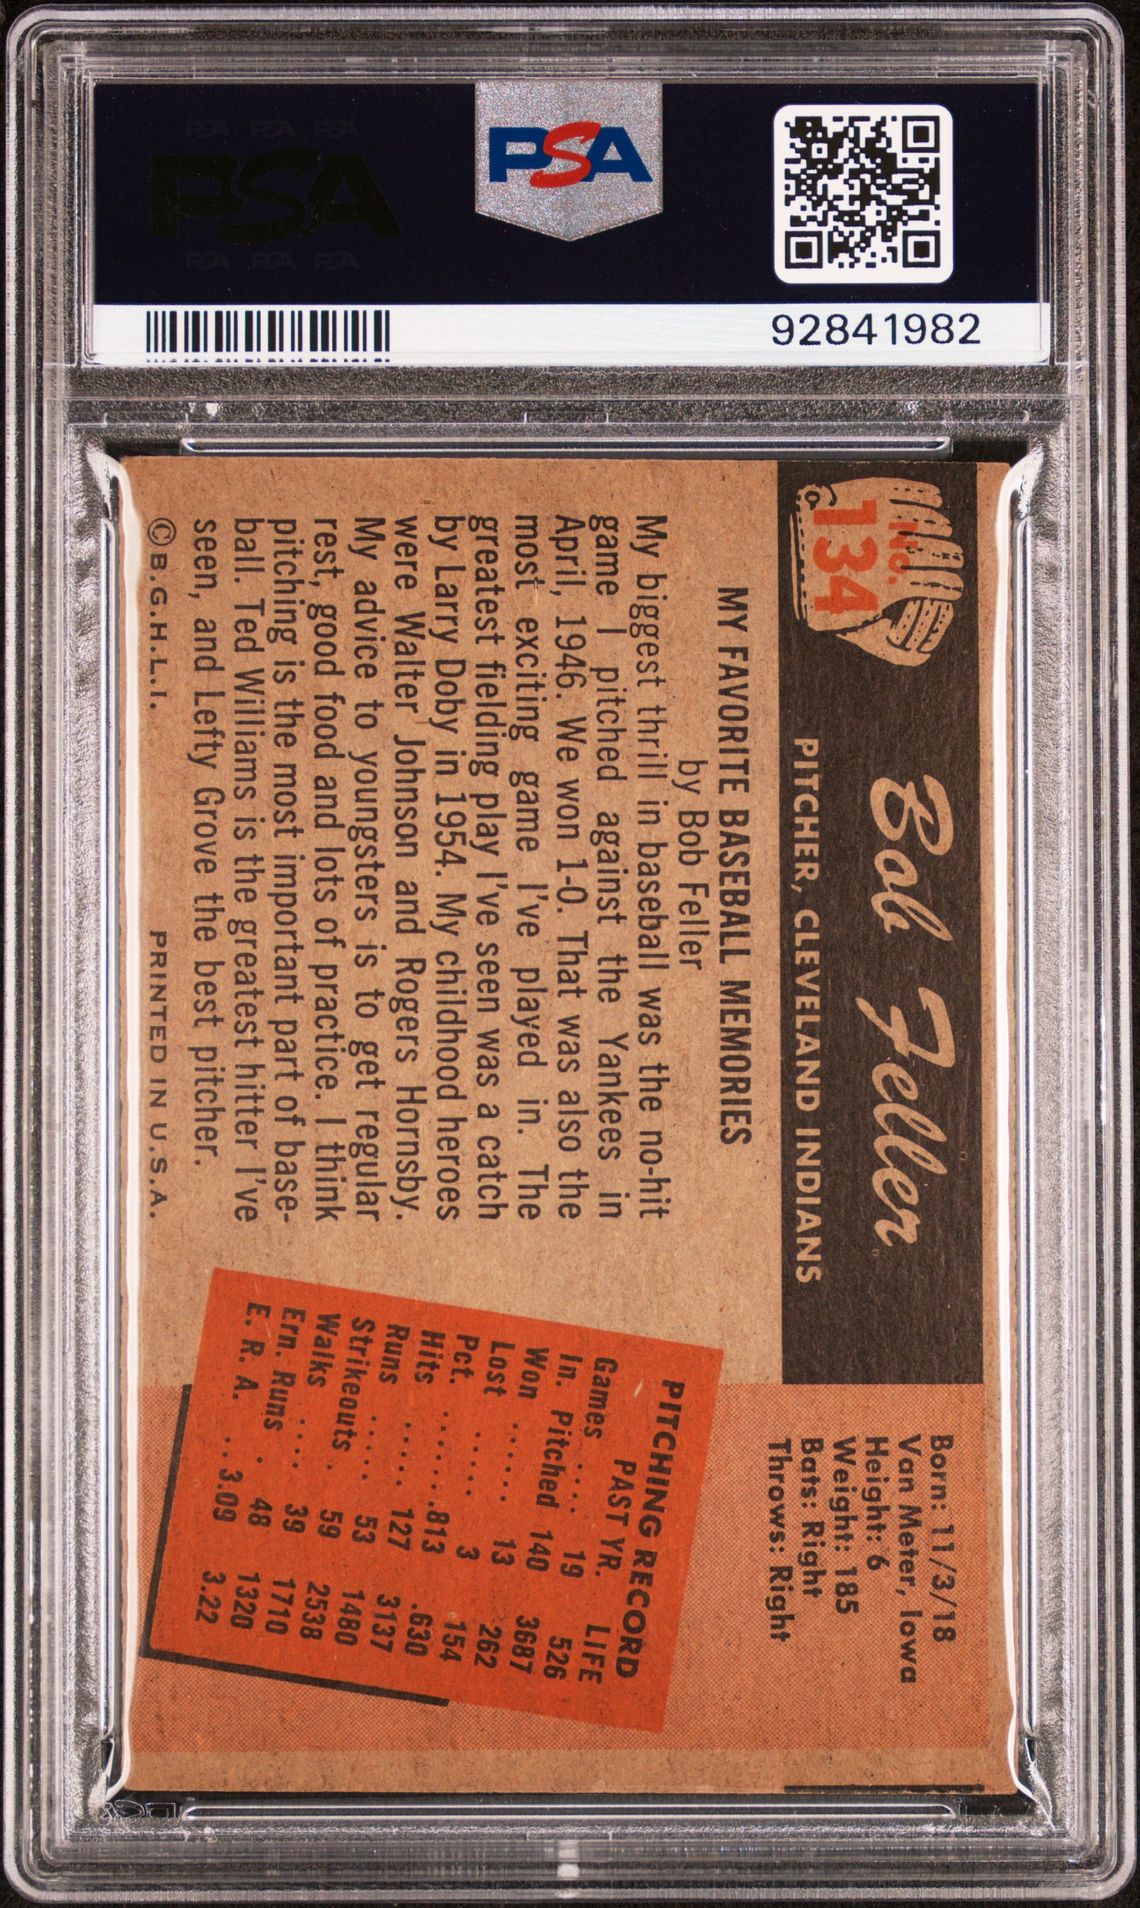 PSA PSA PSA
PSA
PSA PSA PSA
PSA
92841982
No.
134
Bob Feller
PITCHER, CLEVELAND INDIANS
Born: 11/3/18
Van Meter, Iowa
Height: 6
Weight: 185
Bats: Right
Throws: Right
MY FAVORITE BASEBALL MEMORIES
by Bob Feller
My biggest thrill in baseball was the no-hit
game I pitched against the Yankees in
April, 1946. We won 1-0. That was also the
most exciting game I've played in. The
greatest fielding play I've seen was a catch
by Larry Doby in 1954. My childhood heroes
were Walter Johnson and Rogers Hornsby.
My advice to youngsters is to get regular
rest, good food and lots of practice. I think
pitching is the most important part of base-
ball. Ted Williams is the greatest hitter I've
seen, and Lefty Grove the best pitcher.
© B.G.H.L.I. PRINTED IN U.S.A.
PITCHING RECORD
PAST YR. LIFE
Games .... 19 526
In. Pitched 140 3687
Won ...... 13 262
Lost ..... 3 154
Pct. ......813 .630
Hits ..... 127 3137
Runs ..... 53 1480
Strikeouts . 59 2538
Walks .... 39 1710
Ern. Runs . 48 1320
E. R. A. ...3.09 3.22